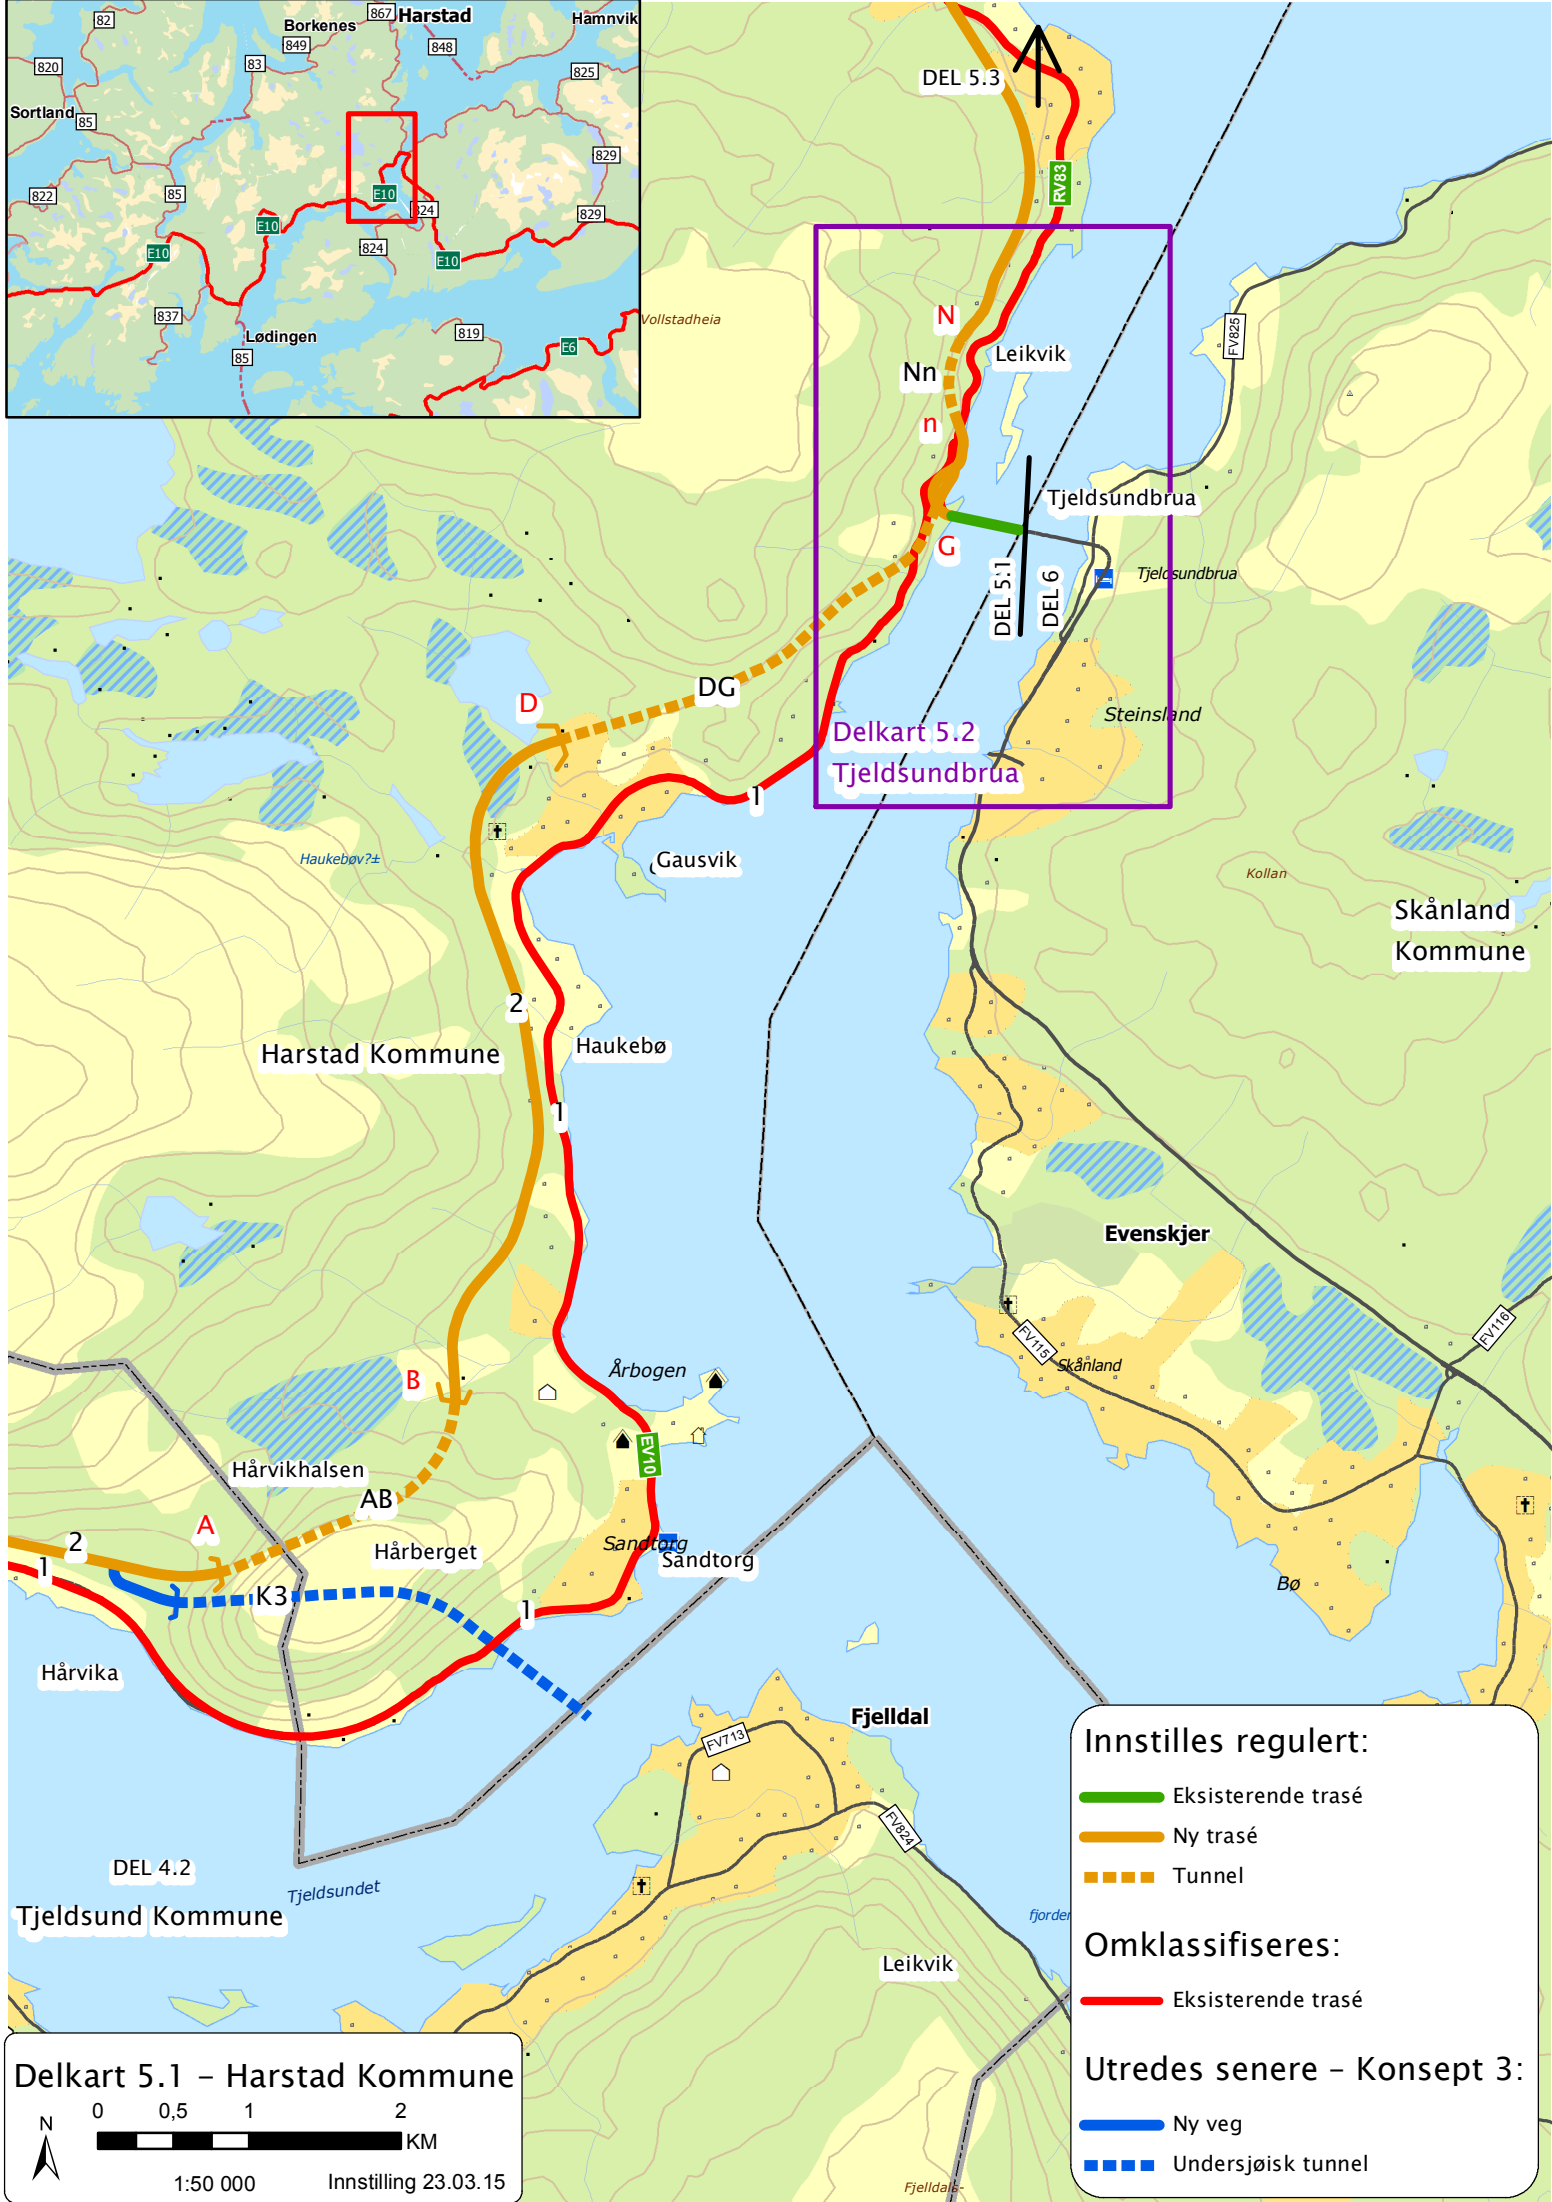 82
867
Harstad
Hamnvik
Borkenes
849
848
820
83
825
Sortland
85
829
822
85
E10
E10
824
829
E10
824
E10
837
819
Lødingen
E6
85
DEL 5.3
RV83
Vollstadheia
N
Leikvik
FV825
Nn
n
Tjeldsundbrua
G
DEL 5.1
DEL 6
Tjeldsundbrua
DG
D
Steinsland
Delkart 5.2
Tjeldsundbrua
1
Haukebøv?±
Gausvik
Kollan
Skånland
Kommune
2
Harstad Kommune
Haukebø
1
Evenskjer
FV116
FV115
Skånland
Årbogen
B
EV10
Hårvikhalsen
AB
A
2
1
Hårberget
Sandtorg
Sandtorg
K3
1
Bø
Hårvika
Fjelldal
FV713
FV824
DEL 4.2
Tjeldsundet
Tjeldsund Kommune
fjorden
Leikvik
Fjelldals-
Innstilles regulert:
Eksisterende trasé
Ny trasé
Tunnel
Omklassifiseres:
Eksisterende trasé
Utredes senere – Konsept 3:
Ny veg
Undersjøisk tunnel
Delkart 5.1 – Harstad Kommune
N
0 0,5 1 2
KM
1:50 000 Innstilling 23.03.15